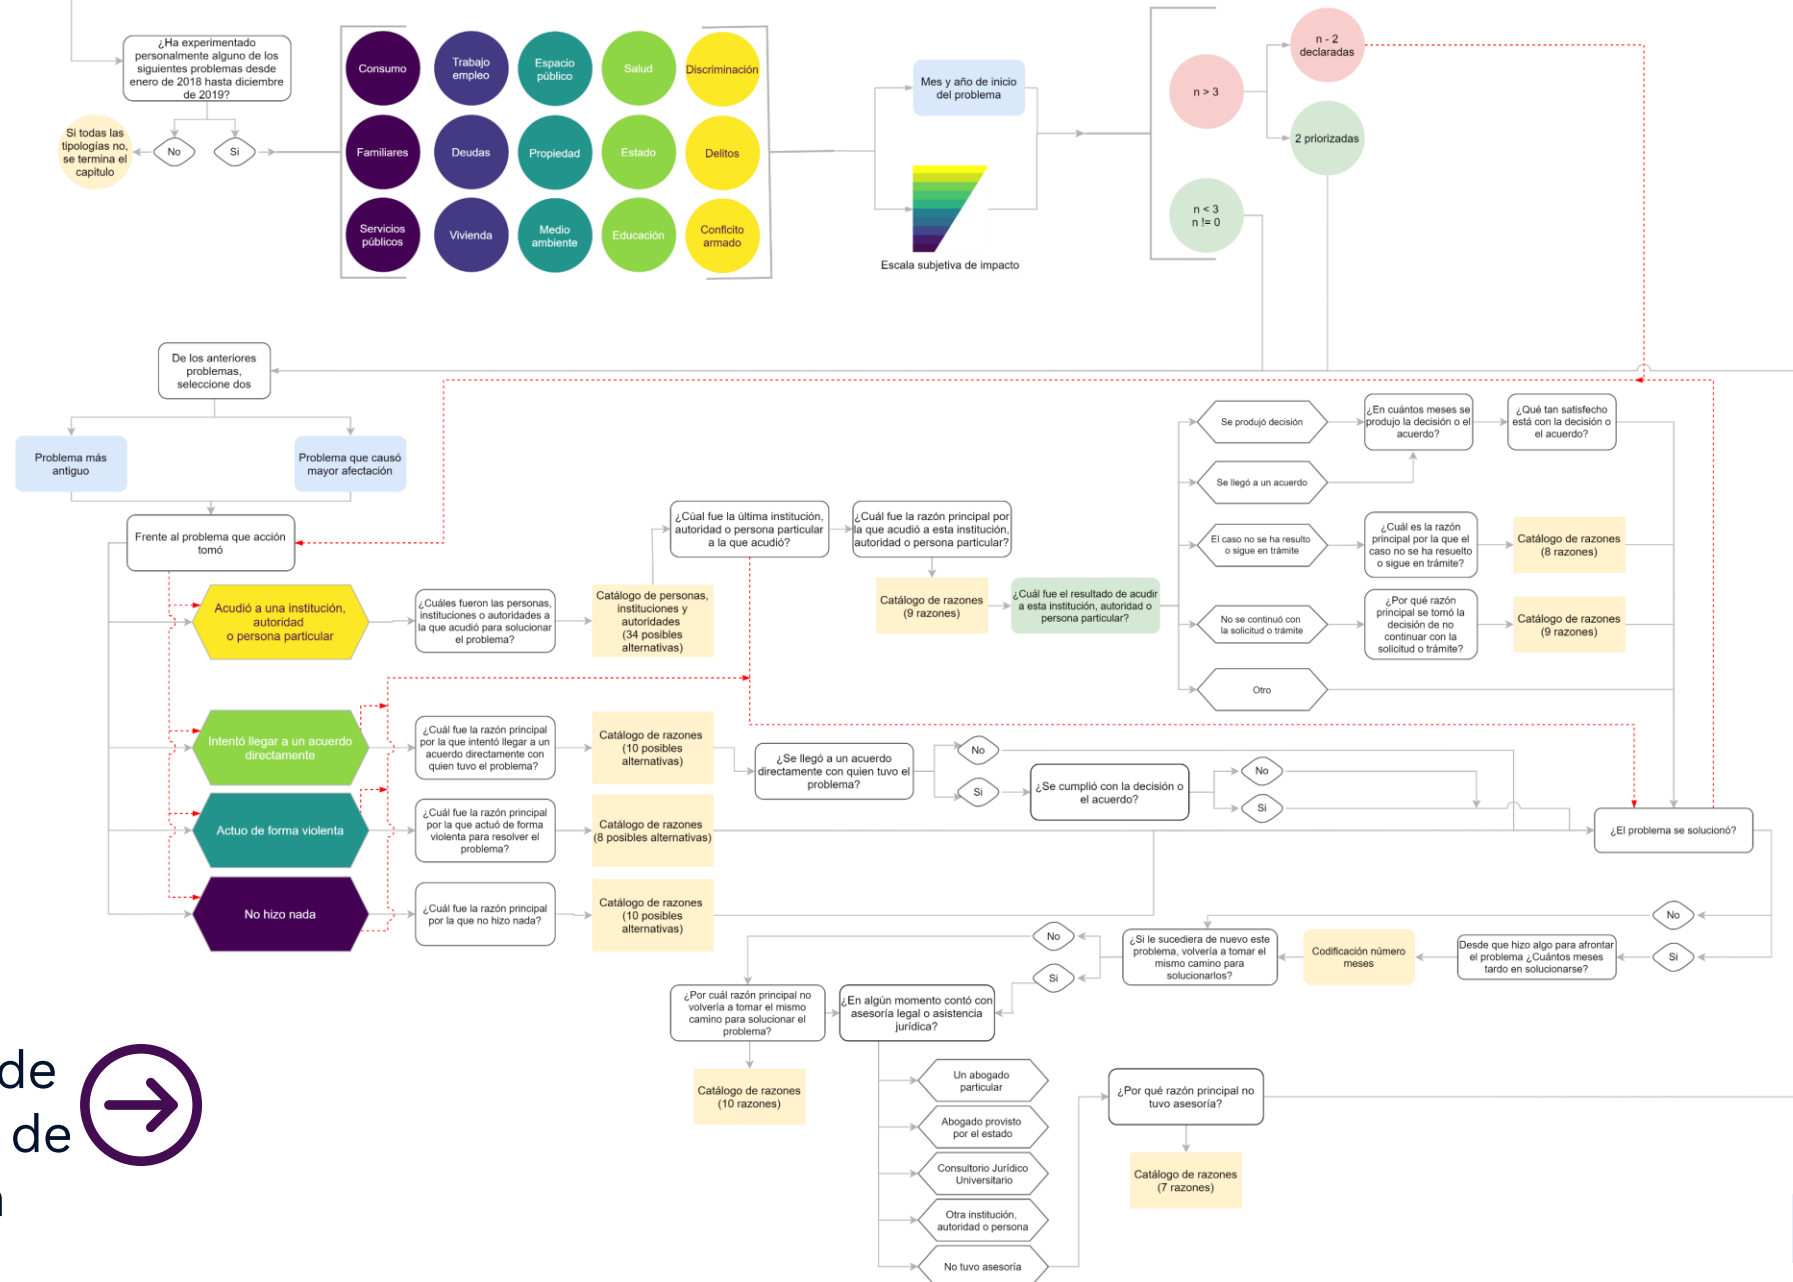 ¿Ha experimentado
personalmente alguno de los
siguientes problemas desde
enero de 2018 hasta diciembre
de 2019?
Si todas las
tipologías no,
se termina el
capitulo
No
Si
Consumo
Trabajo
empleo
Espacio
público
Salud
Discriminación
Familiares
Deudas
Propiedad
Estado
Delitos
Servicios
públicos
Vivienda
Medio
ambiente
Educación
Conflcito
armado
Mes y año de inicio
del problema
Escala subjetiva de impacto
n > 3
n - 2
declaradas
2 priorizadas
n < 3
n != 0
De los anteriores
problemas,
seleccione dos
Problema más
antiguo
Problema que causó
mayor afectación
Frente al problema que acción
tomó
Acudió a una institución,
autoridad
o persona particular
¿Cuáles fueron las personas,
instituciones o autoridades a
la que acudió para solucionar
el problema?
Catálogo de personas,
instituciones y
autoridades
(34 posibles
alternativas)
¿Cúal fue la última institución,
autoridad o persona particular
a la que acudió?
¿Cuál fue la razón principal por
la que acudió a esta institución,
autoridad o persona particular?
Catálogo de razones
(9 razones)
¿Cuál fue el resultado de acudir
a esta institución, autoridad o
persona particular?
Se produjó decisión
¿En cuántos meses se
produjo la decisión o el
acuerdo?
¿Qué tan satisfecho
está con la decisión o
el acuerdo?
Se llegó a un acuerdo
El caso no se ha resulto
o sigue en trámite
¿Cuál es la razón
principal por la que el
caso no se ha resuelto
o sigue en trámite?
Catálogo de razones
(8 razones)
No se continuó con
la solicitud o trámite
¿Por qué razón
principal se tomó la
decisión de no
continuar con la
solicitud o trámite?
Catálogo de razones
(9 razones)
Otro
Intentó llegar a un acuerdo
directamente
¿Cuál fue la razón principal
por la que intentó llegar a un
acuerdo directamente con
quien tuvo el problema?
Catálogo de razones
(10 posibles
alternativas)
¿Se llegó a un acuerdo
directamente con quien tuvo el
problema?
No
Si
¿Se cumplió con la decisión o
el acuerdo?
No
Si
Actuo de forma violenta
¿Cuál fue la razón principal
por la que actuó de forma
violenta para resolver el
problema?
Catálogo de razones
(8 posibles alternativas)
¿El problema se solucionó?
No hizo nada
¿Cuál fue la razón principal
por la que no hizo nada?
Catálogo de razones
(10 posibles
alternativas)
No
Si
Desde que hizo algo para afrontar
el problema ¿Cuántos meses
tardo en solucionarse?
Codificación número
meses
¿Si le sucediera de nuevo este
problema, volvería a tomar el
mismo camino para
solucionarlos?
No
Si
¿Por cuál razón principal no
volvería a tomar el mismo
camino para solucionar el
problema?
Catálogo de razones
(10 razones)
¿En algún momento contó con
asesoría legal o asistencia
jurídica?
Un abogado
particular
Abogado provisto
por el estado
Consultorio Jurídico
Universitario
Otra institución,
autoridad o persona
No tuvo asesoría
¿Por qué razón principal no
tuvo asesoría?
Catálogo de razones
(7 razones)
de
de